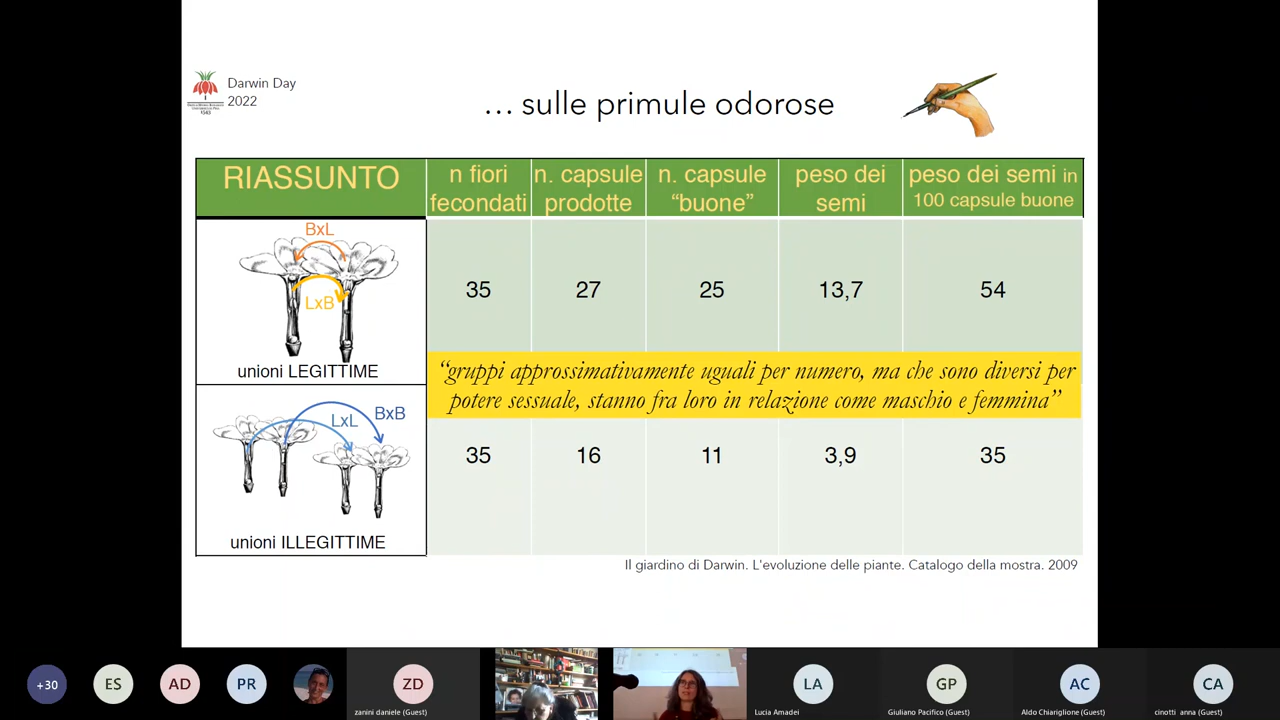 Darwin Day
2022
… sulle primule odorose
RIASSUNTO
n fiori
fecondati
n. capsule
prodotte
n. capsule
“buone”
peso dei
semi
peso dei semi in
100 capsule buone
BxL
LxB
unioni LEGITTIME
35
27
25
13,7
54
“gruppi approssimativamente uguali per numero, ma che sono diversi per
potere sessuale, stanno fra loro in relazione come maschio e femmina”
LxL
BxB
unioni ILLEGITTIME
35
16
11
3,9
35
Il giardino di Darwin. L'evoluzione delle piante. Catalogo della mostra. 2009
+30
ES
AD
PR
ZD
zanini daniele (Guest)
LA
Lucia Amadei
GP
Giuliano Pacifico (Guest)
AC
Aldo Chiariglione (Guest)
CA
cinotti anna (Guest)